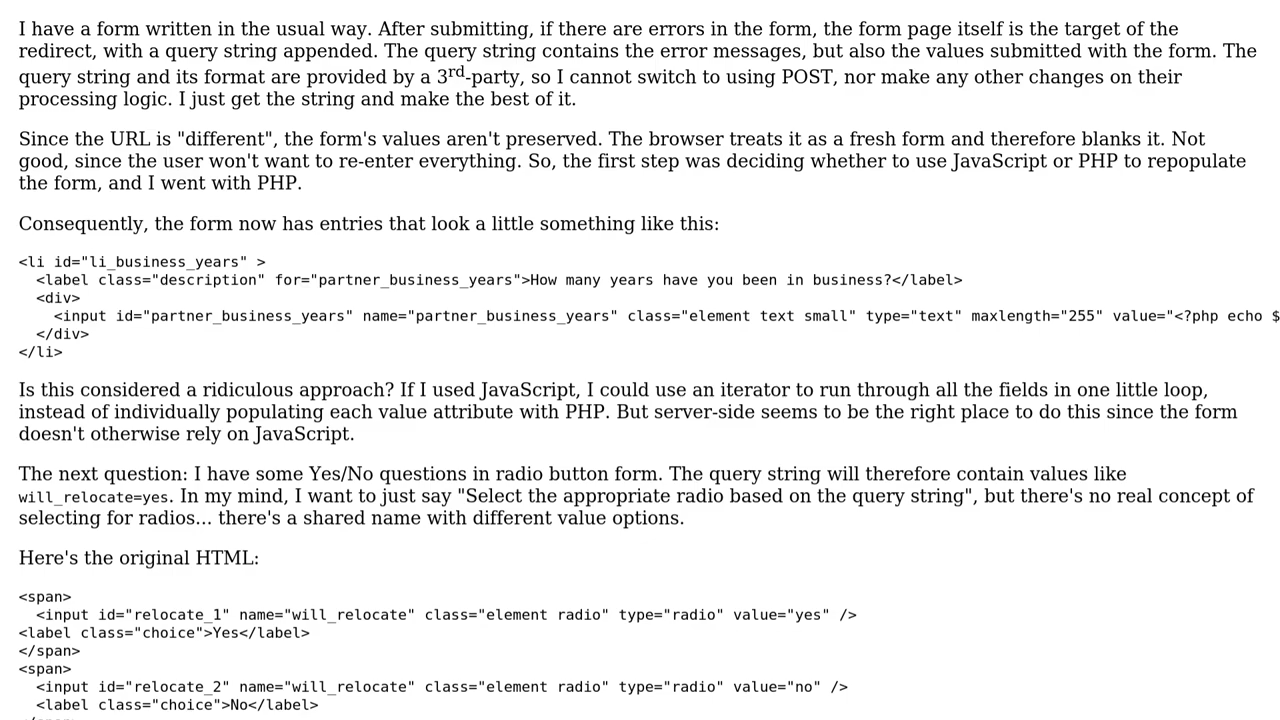 I have a form written in the usual way. After submitting, if there are errors in the form, the form page itself is the target of the
redirect, with a query string appended. The query string contains the error messages, but also the values submitted with the form. The
query string and its format are provided by a 3rd-party, so I cannot switch to using POST, nor make any other changes on their
processing logic. I just get the string and make the best of it.
Since the URL is "different", the form's values aren't preserved. The browser treats it as a fresh form and therefore blanks it. Not
good, since the user won't want to re-enter everything. So, the first step was deciding whether to use JavaScript or PHP to repopulate
the form, and I went with PHP.
Consequently, the form now has entries that look a little something like this:
<li id="li_business_years" >
  <label class="description" for="partner_business_years">How many years have you been in business?</label>
  <div>
    <input id="partner_business_years" name="partner_business_years" class="element text small" type="text" maxlength="255" value="<?php echo $
  </div>
</li>
Is this considered a ridiculous approach? If I used JavaScript, I could use an iterator to run through all the fields in one little loop,
instead of individually populating each value attribute with PHP. But server-side seems to be the right place to do this since the form
doesn't otherwise rely on JavaScript.
The next question: I have some Yes/No questions in radio button form. The query string will therefore contain values like
will_relocate=yes. In my mind, I want to just say "Select the appropriate radio based on the query string", but there's no real concept of
selecting for radios... there's a shared name with different value options.
Here's the original HTML:
<span>
  <input id="relocate_1" name="will_relocate" class="element radio" type="radio" value="yes" />
<label class="choice">Yes</label>
</span>
<span>
  <input id="relocate_2" name="will_relocate" class="element radio" type="radio" value="no" />
  <label class="choice">No</label>